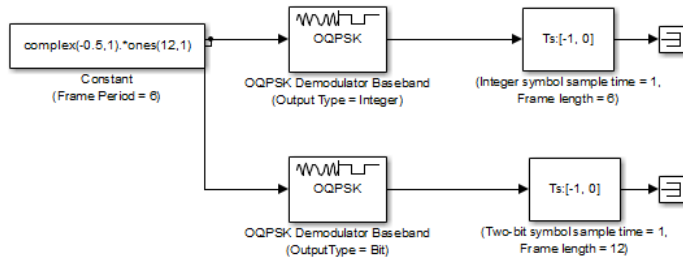 complex(-0.5,1).*ones(12,1)
Constant
(Frame Period = 6)
OQPSK
OQPSK Demodulator Baseband
(Output Type = Integer)
Ts:[-1, 0]
(Integer symbol sample time = 1,
Frame length = 6)
OQPSK
OQPSK Demodulator Baseband
(OutputType = Bit)
Ts:[-1, 0]
(Two-bit symbol sample time = 1,
Frame length = 12)